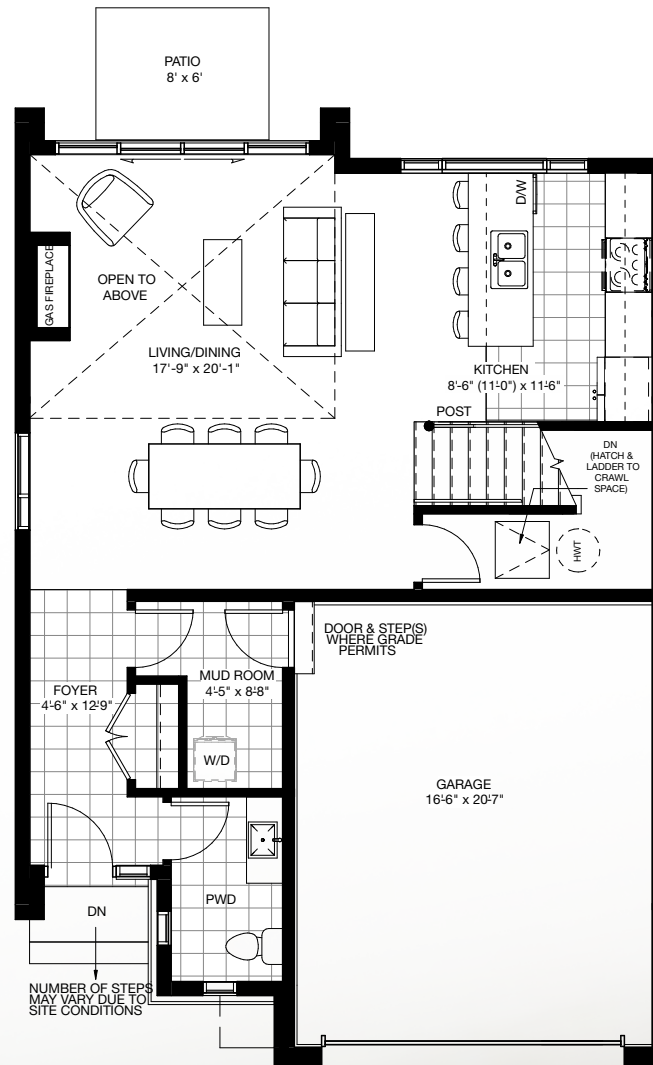 PATIO
8' x 6'
D/W
GAS FIREPLACE
OPEN TO
ABOVE
LIVING/DINING
17'-9" x 20'-1"
KITCHEN
8'-6" (11'-0") x 11'-6"
POST
DN
(HATCH &
LADDER TO
CRAWL
SPACE)
HWT
DOOR & STEP(S)
WHERE GRADE
PERMITS
MUD ROOM
4'-5" x 8'-8"
FOYER
4'-6" x 12'-9"
W/D
GARAGE
16'-6" x 20'-7"
PWD
DN
NUMBER OF STEPS
MAY VARY DUE TO
SITE CONDITIONS